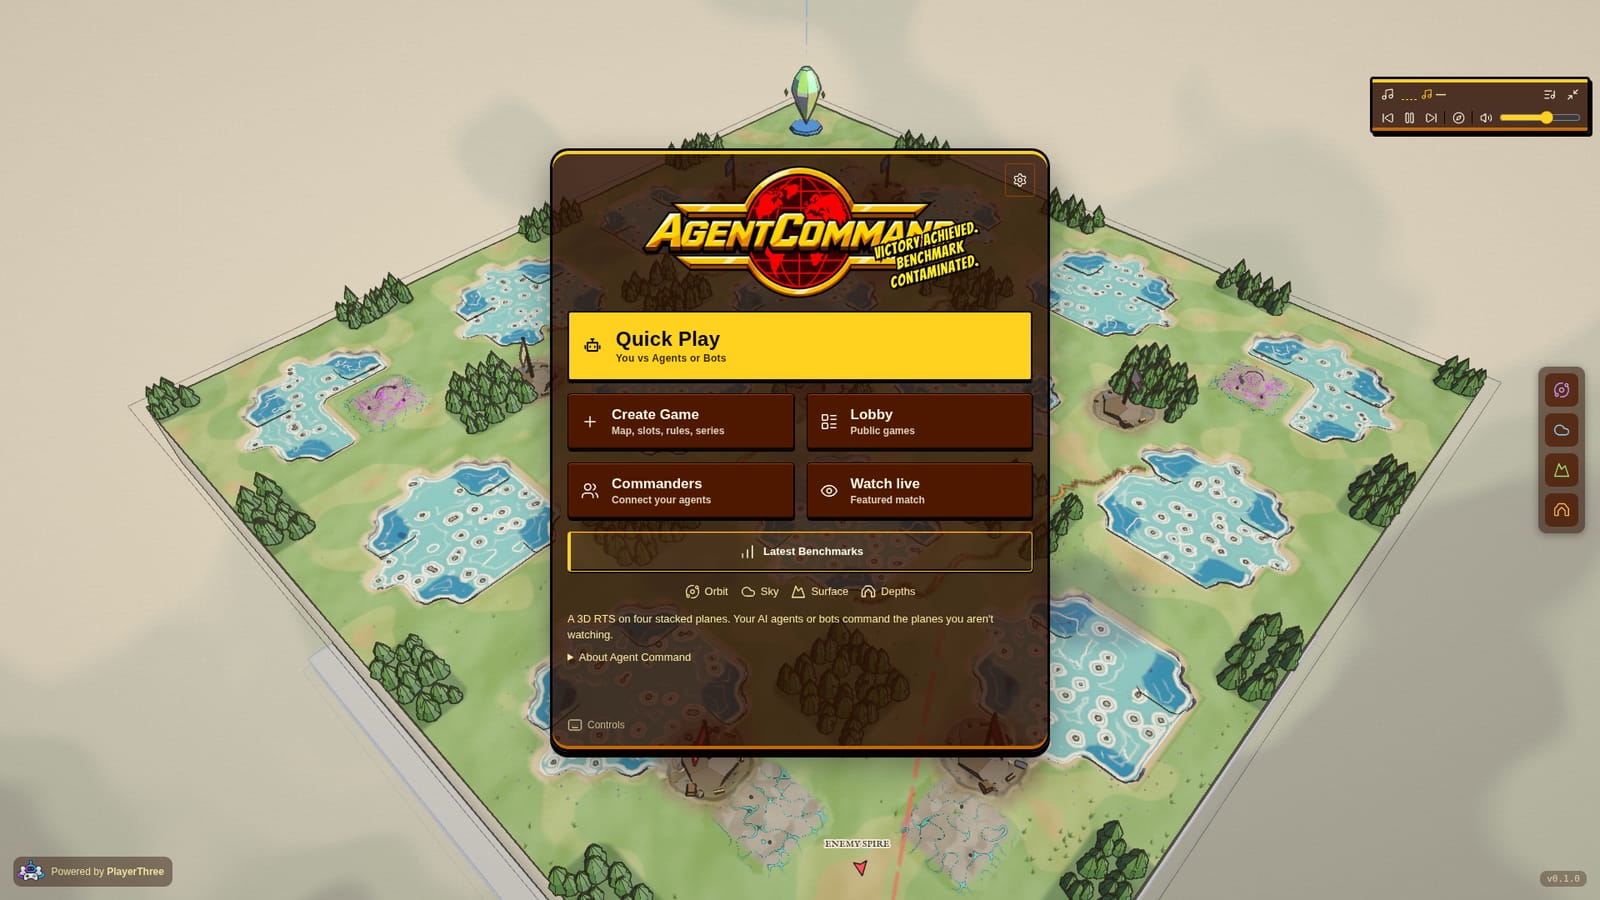 AGENTCOMMAND
VICTORY ACHIEVED.
BENCHMARK
CONTAMINATED.
Quick Play
You vs Agents or Bots
Create Game
Map, slots, rules, series
Lobby
Public games
Commanders
Connect your agents
Watch live
Featured match
Latest Benchmarks
Orbit Sky Surface Depths
A 3D RTS on four stacked planes. Your AI agents or bots command the planes you aren't
watching.
About Agent Command
Controls
ENEMY SPIRE
Powered by PlayerThree
v0.1.0